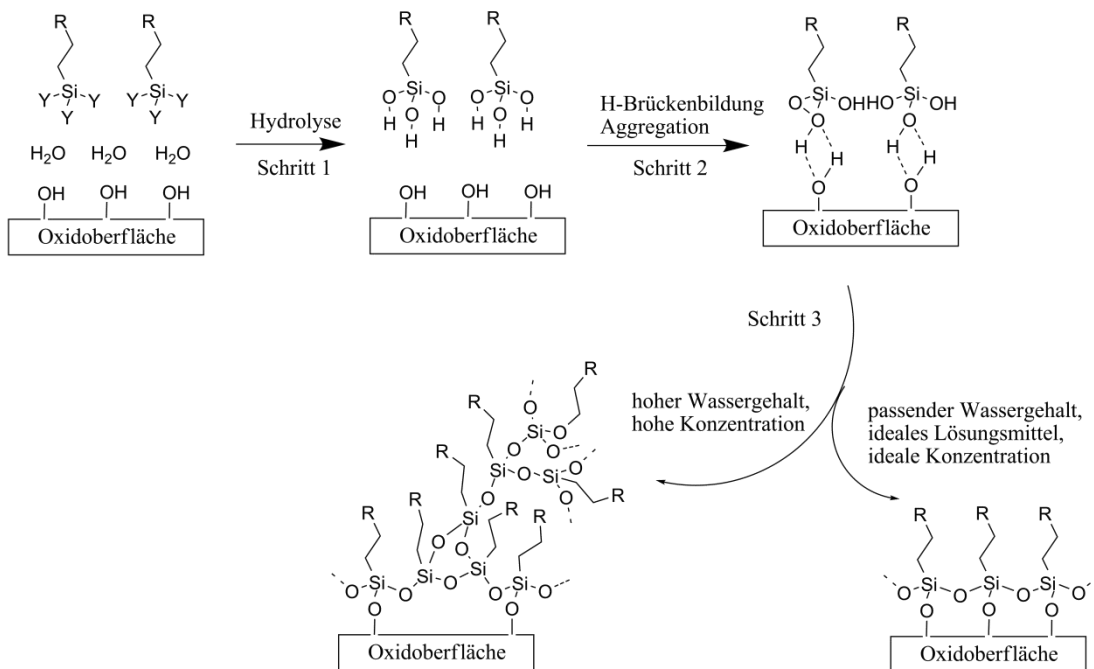 R R
Si Si
Y Y Y Y
Y Y
H2O H2O H2O
OH OH OH
Oxidoberfläche
Hydrolyse
Schritt 1
R R
Si Si
O O O O O O
H H H H
H H
OH OH OH
Oxidoberfläche
H-Brückenbildung
Aggregation
Schritt 2
R R
Si Si
O OHHO OH
O O
H H
H H
O O
Oxidoberfläche
Schritt 3
hoher Wassergehalt,
hohe Konzentration
passender Wassergehalt,
ideales Lösungsmittel,
ideale Konzentration
R
O
Si O
R O O
Si O Si O
R O O R
Si
R R R R
O O
Si Si Si Si
O O O O O
O O
Oxidoberfläche
R R R
Si Si Si
O O O O
O O O
Oxidoberfläche